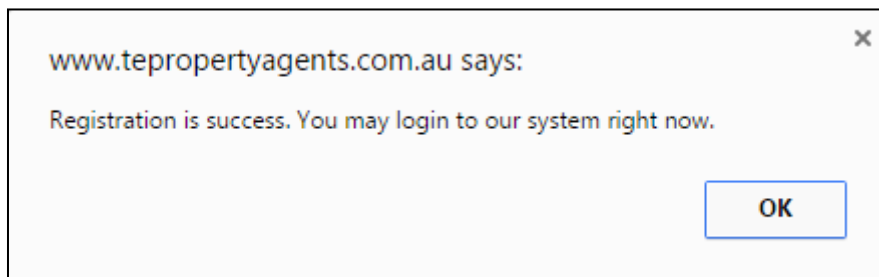 www.tepropertyagents.com.au says:
Registration is success. You may login to our system right now.
OK